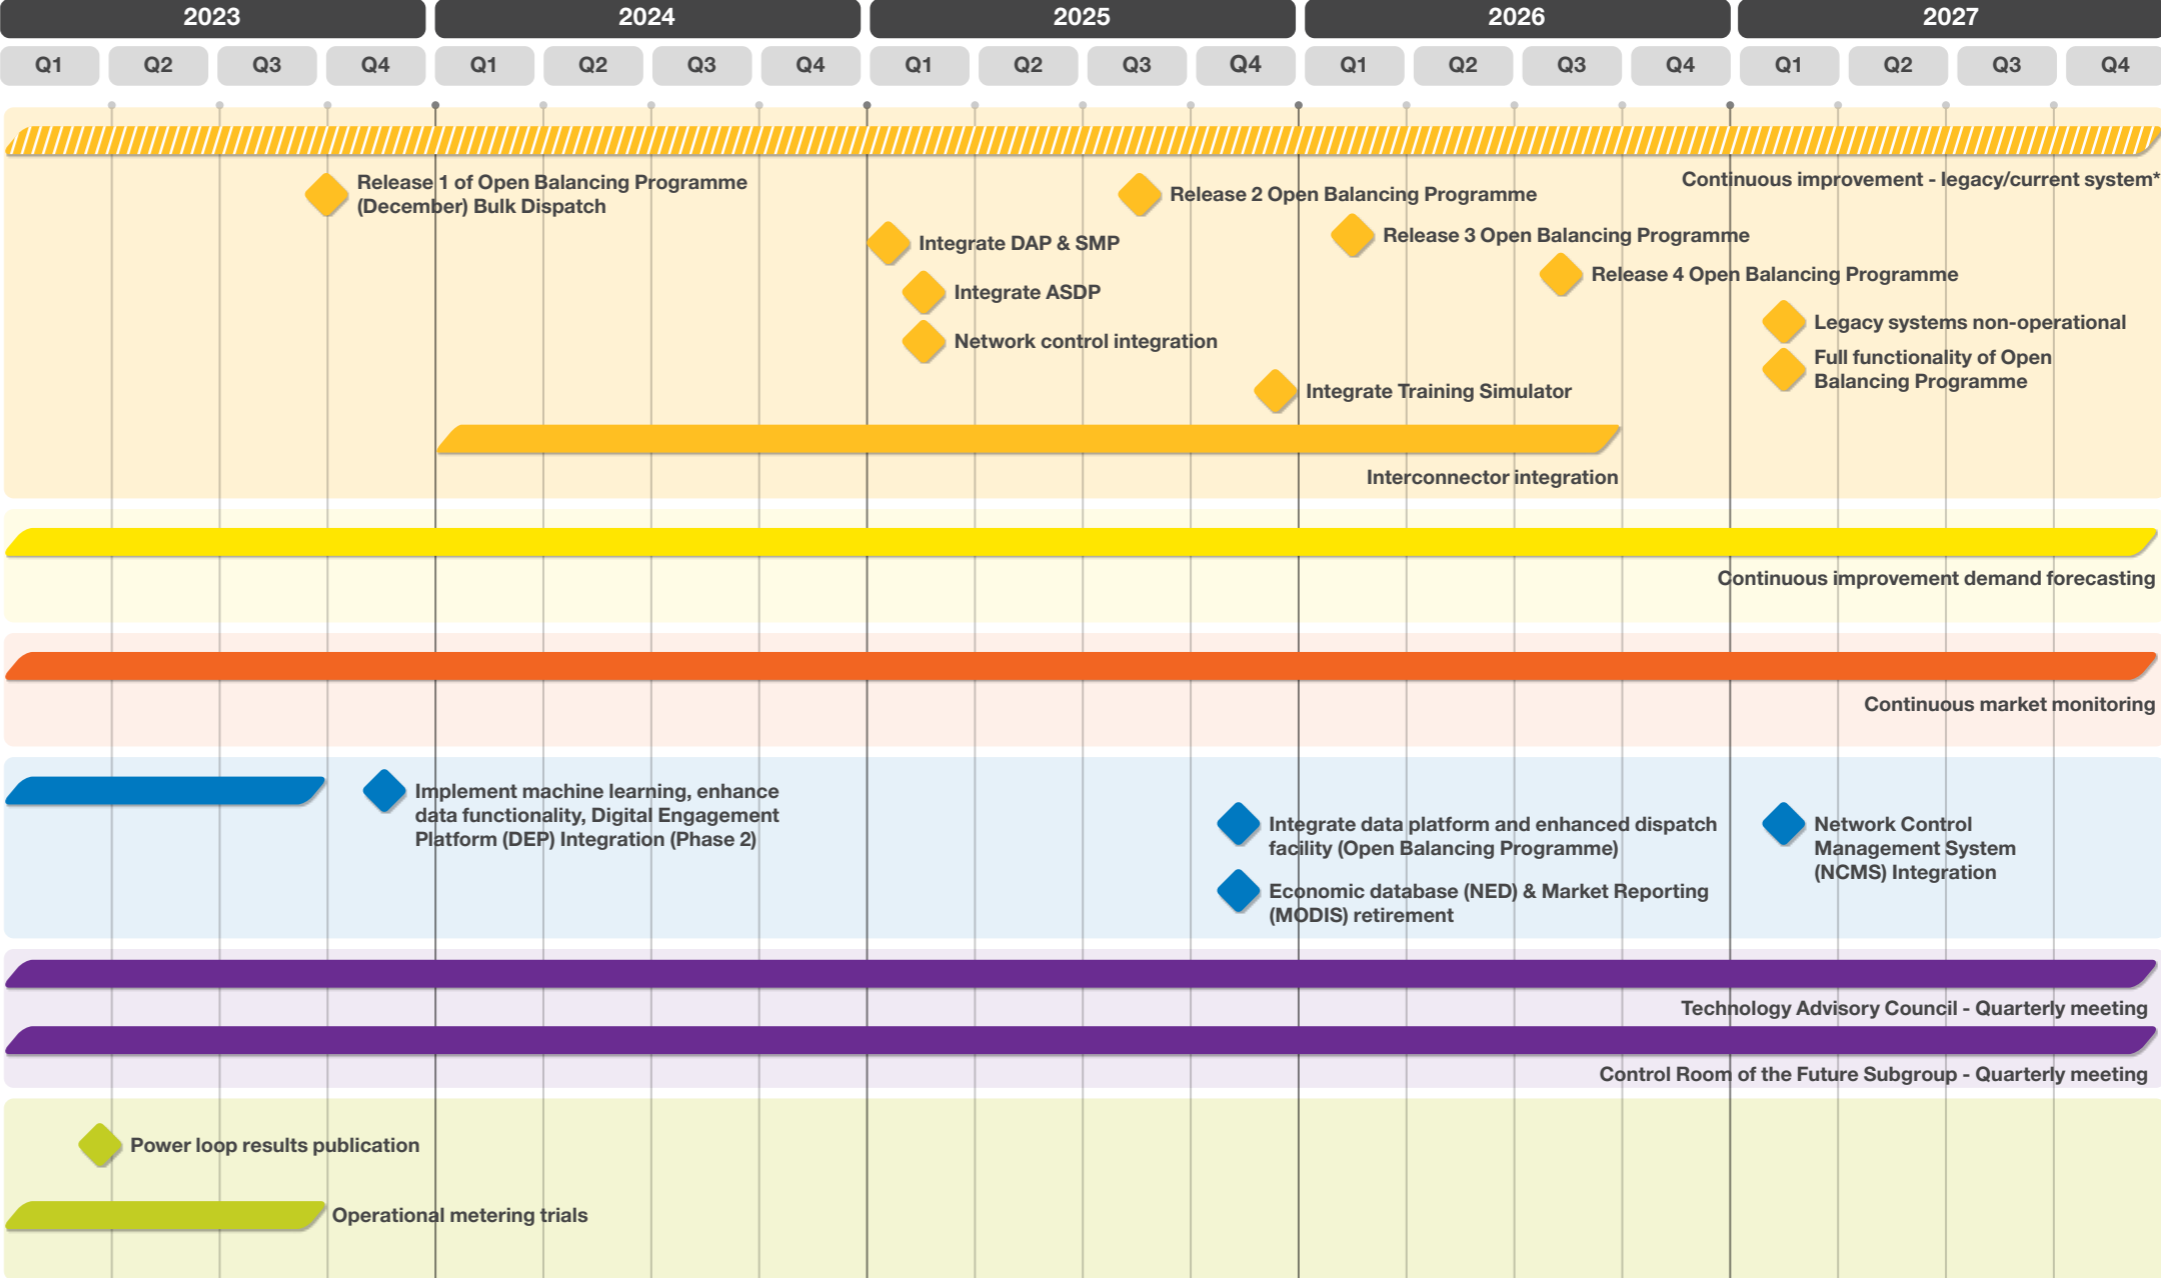 2023
2024
2025
2026
2027
Q1 Q2 Q3 Q4 Q1 Q2 Q3 Q4 Q1 Q2 Q3 Q4 Q1 Q2 Q3 Q4 Q1 Q2 Q3 Q4
Continuous improvement - legacy/current system*
Release 1 of Open Balancing Programme
(December) Bulk Dispatch
Release 2 Open Balancing Programme
Integrate DAP & SMP
Release 3 Open Balancing Programme
Release 4 Open Balancing Programme
Integrate ASDP
Legacy systems non-operational
Network control integration
Full functionality of Open
Balancing Programme
Integrate Training Simulator
Interconnector integration
Continuous improvement demand forecasting
Continuous market monitoring
Implement machine learning, enhance
data functionality, Digital Engagement
Platform (DEP) Integration (Phase 2)
Integrate data platform and enhanced dispatch
facility (Open Balancing Programme)
Economic database (NED) & Market Reporting
(MODIS) retirement
Network Control
Management System
(NCMS) Integration
Technology Advisory Council - Quarterly meeting
Control Room of the Future Subgroup - Quarterly meeting
Power loop results publication
Operational metering trials